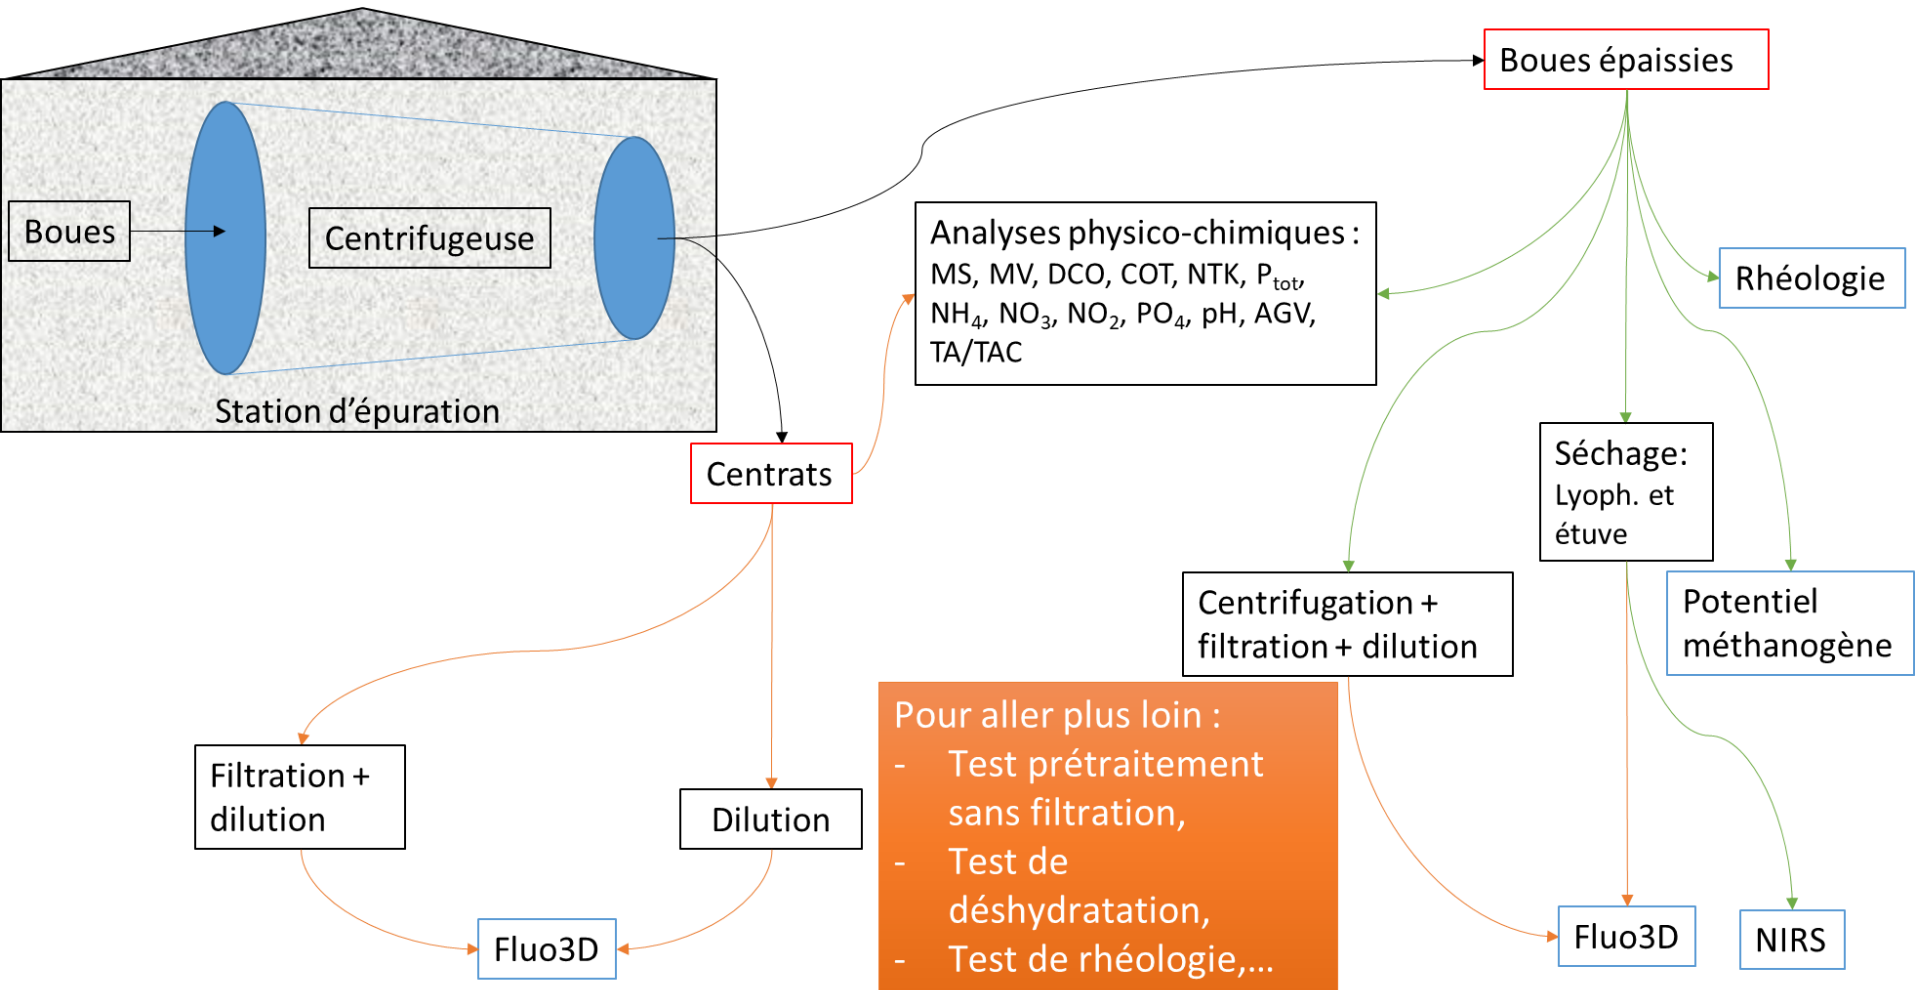 Boues épaissies
Boues
Centrifugeuse
Station d'épuration
Analyses physico-chimiques :
MS, MV, DCO, COT, NTK, Ptot,
NH4, NO3, NO2, PO4, pH, AGV,
TA/TAC
Rhéologie
Centrats
Séchage:
Lyoph. et
étuve
Centrifugation +
filtration + dilution
Potentiel
méthanogène
Filtration +
dilution
Dilution
Pour aller plus loin :
- Test prétraitement
sans filtration,
- Test de
déshydratation,
- Test de rhéologie,...
Fluo3D
Fluo3D
NIRS